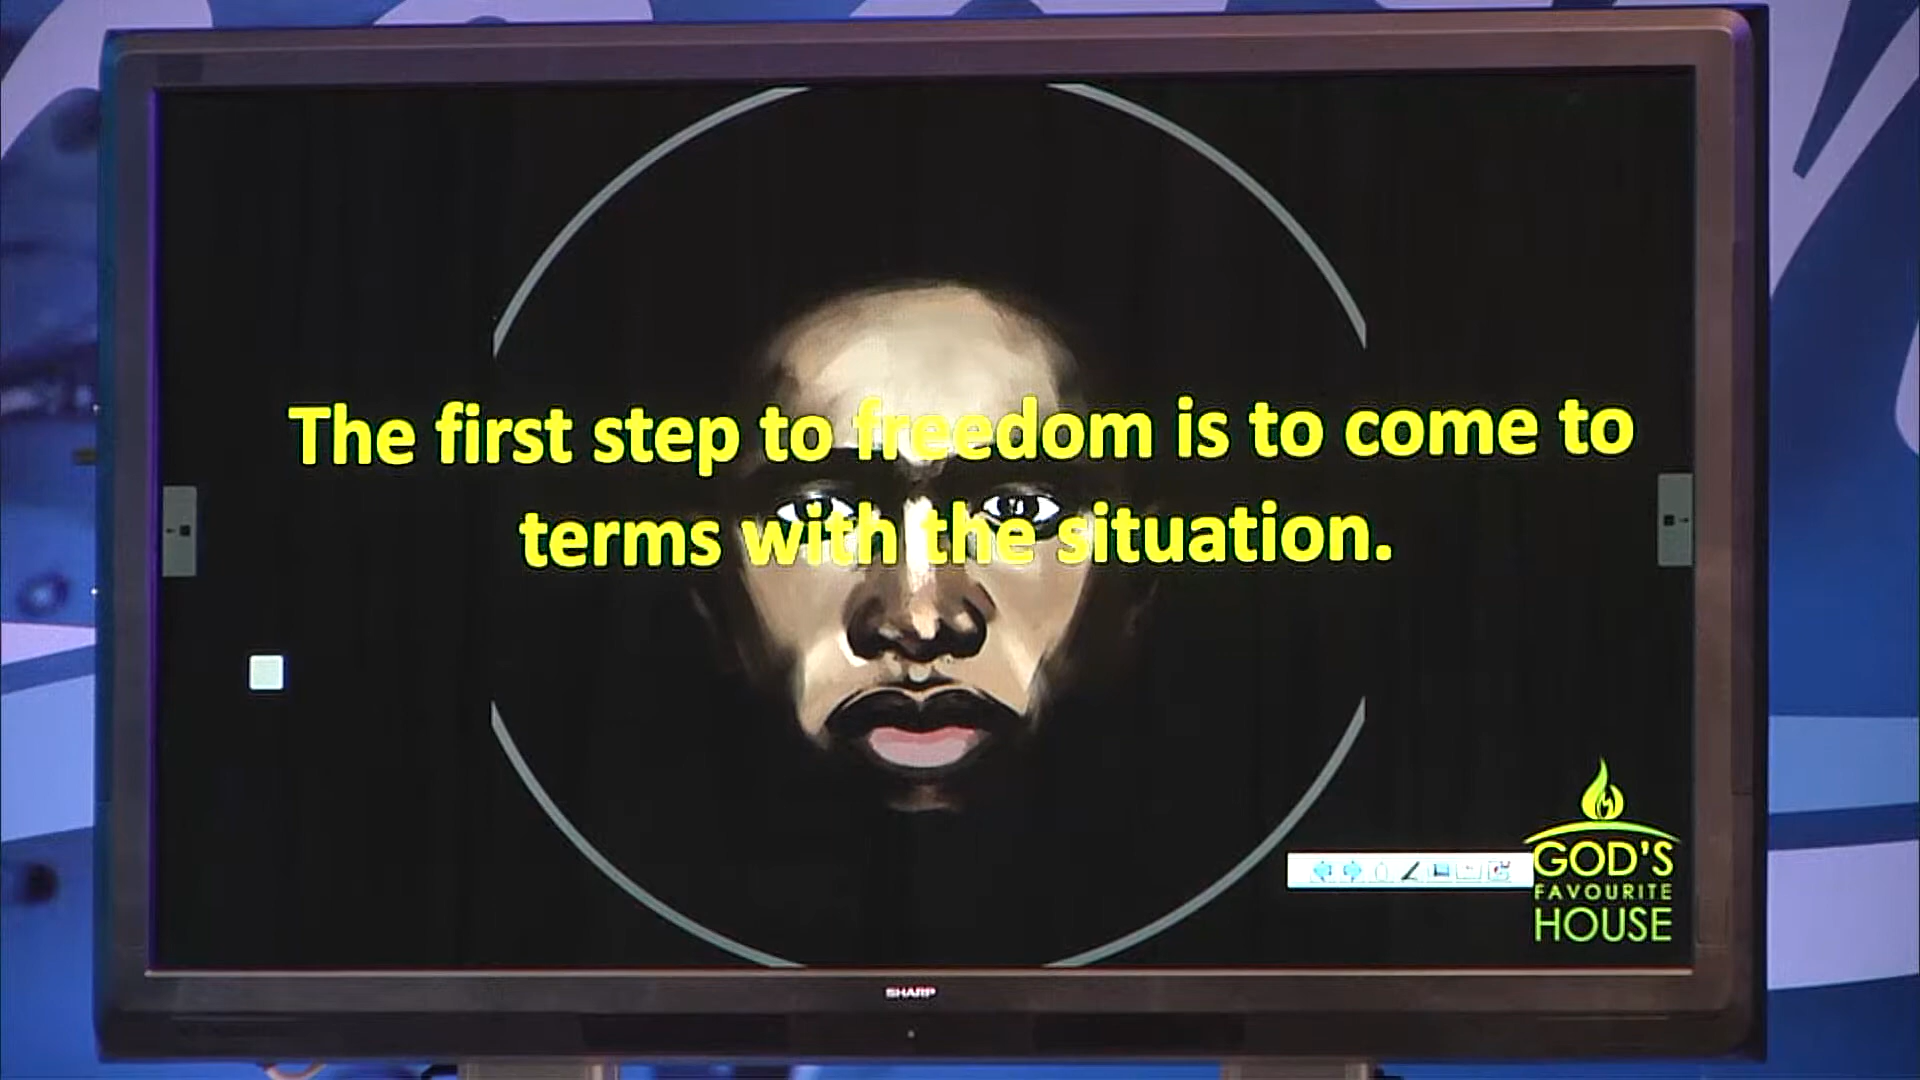 The first step to freedom is to come to
terms with the situation.
GOD'S
FAVOURITE
HOUSE
SHARP